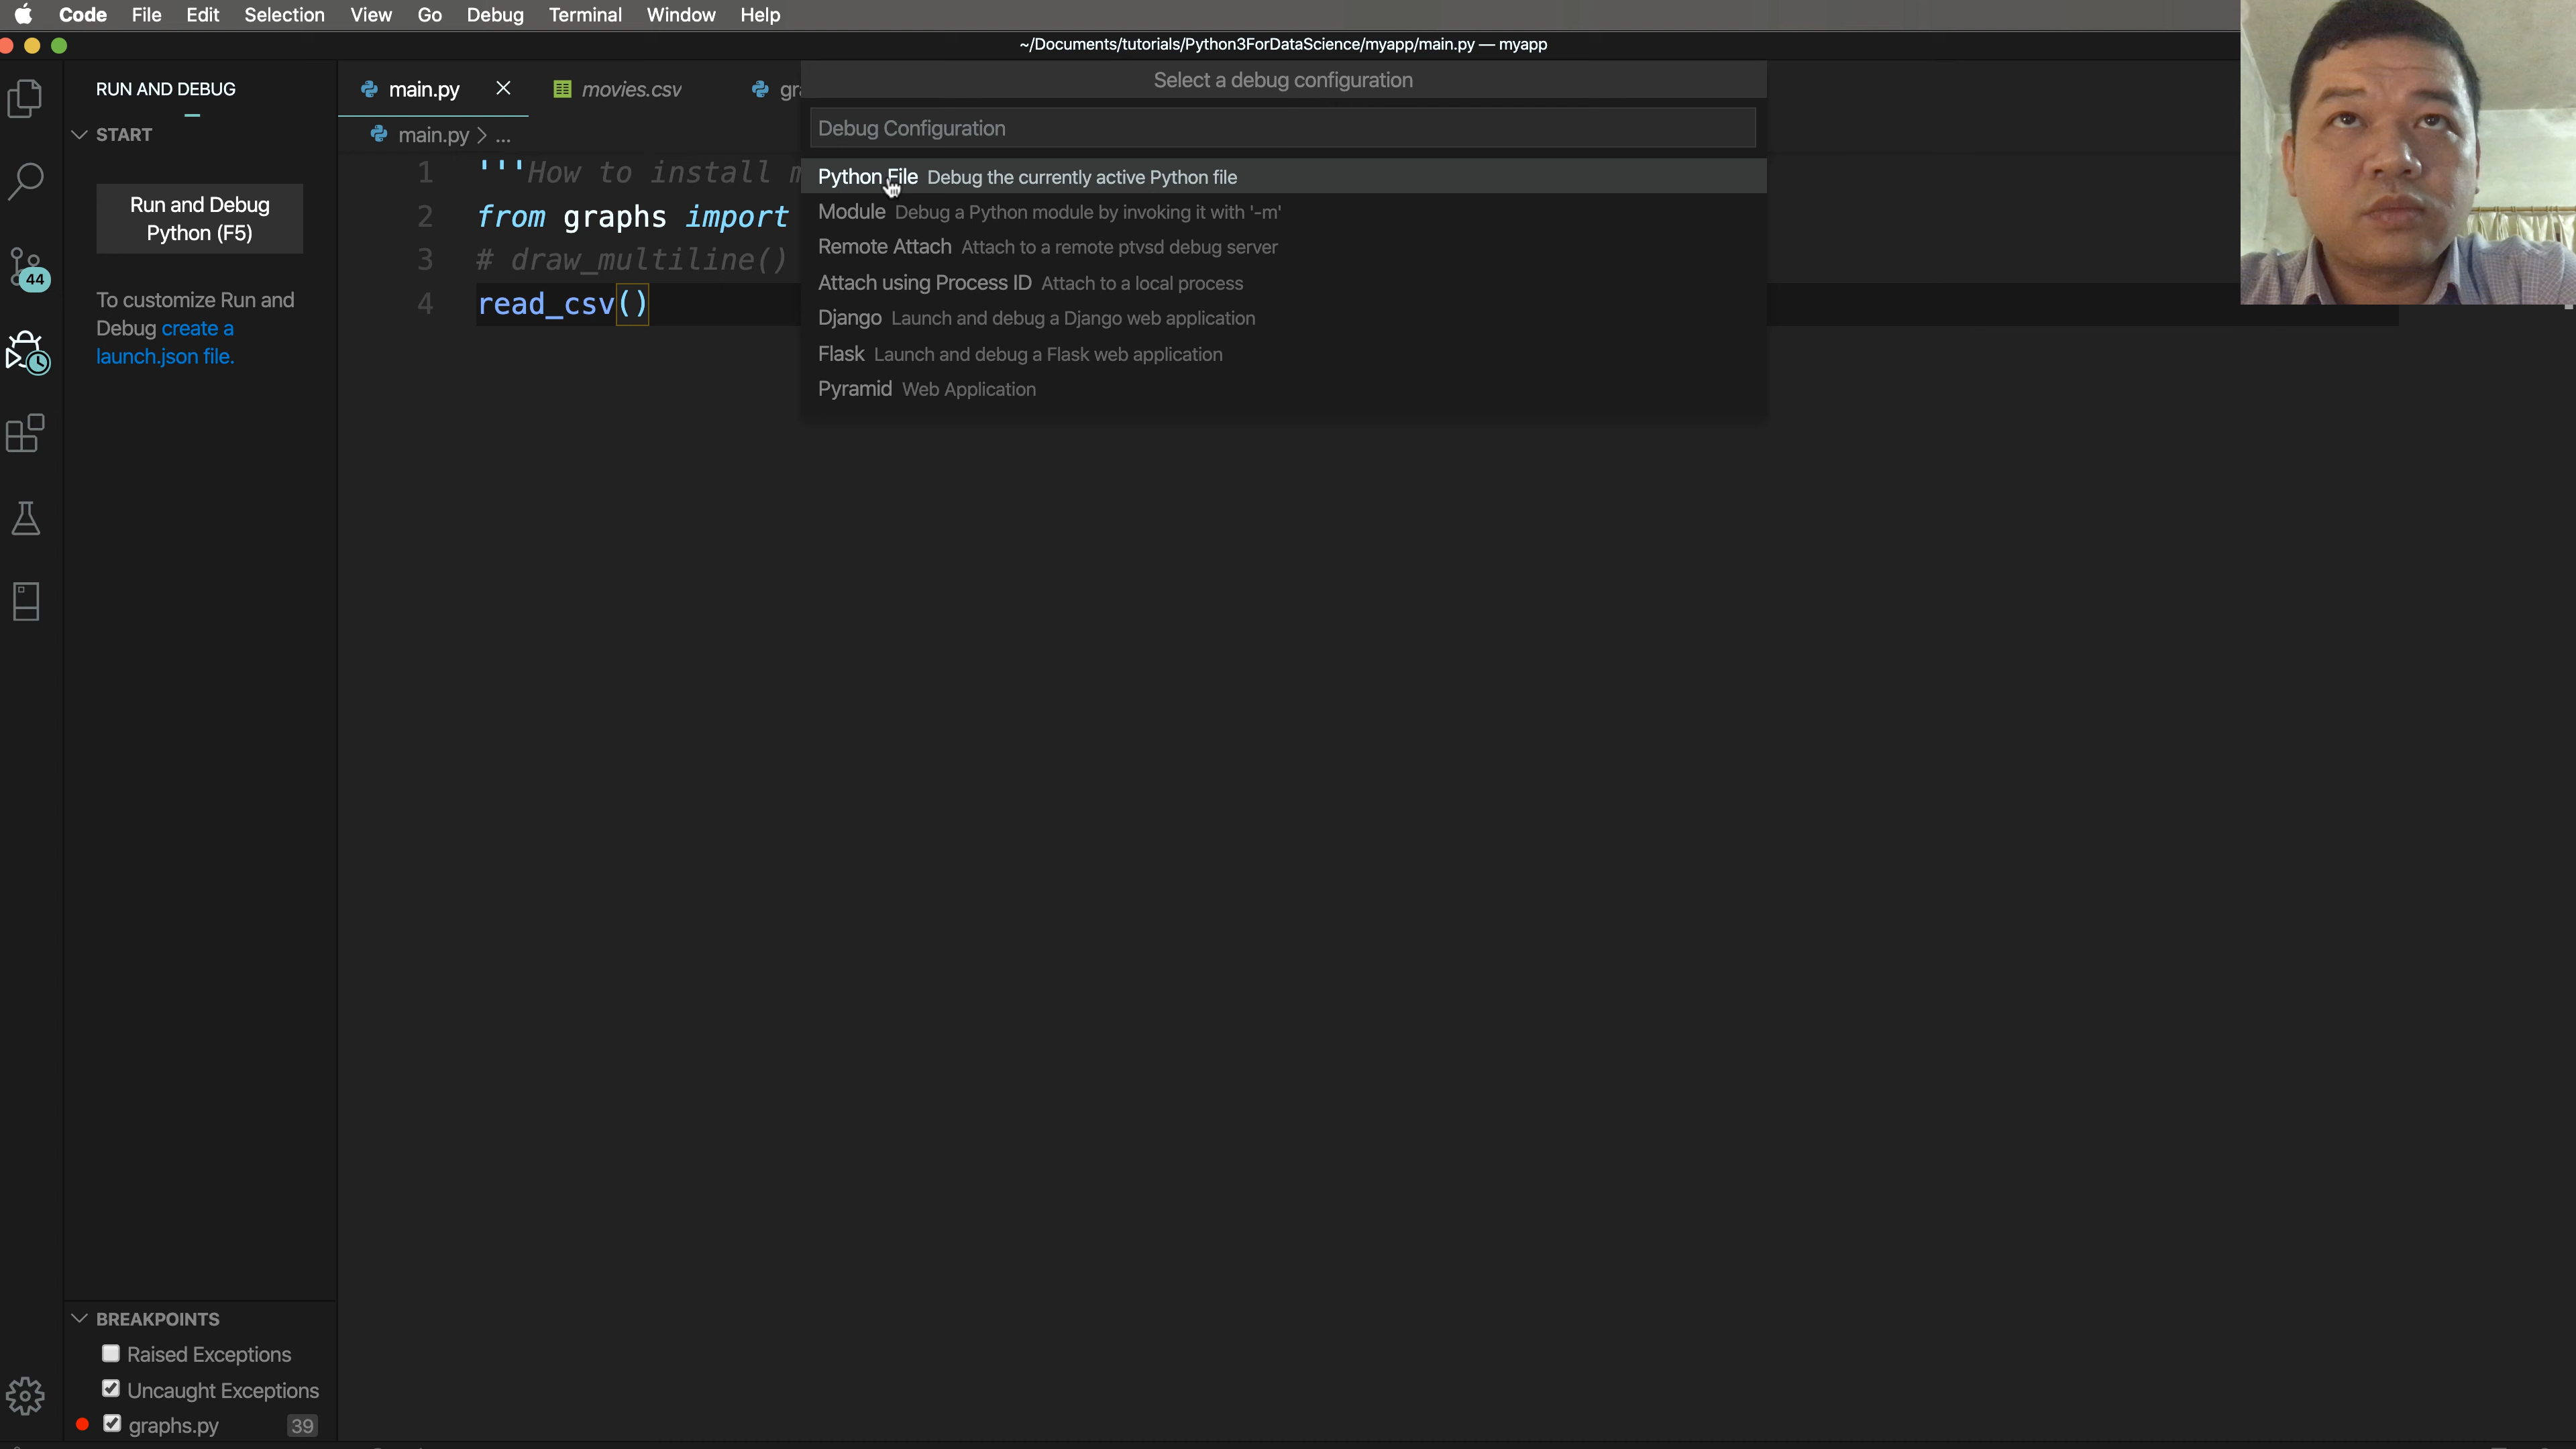 Code File Edit Selection View Go Debug Terminal Window Help
~/Documents/tutorials/Python3ForDataScience/myapp/main.py — myapp
RUN AND DEBUG
START
Run and Debug
Python (F5)
To customize Run and
Debug create a
launch.json file.
44
main.py
movies.csv
main.py > ...
1 '''How to install
2 from graphs import
3 # draw_multiline()
4 read_csv()
Select a debug configuration
Debug Configuration
Python File Debug the currently active Python file
Module Debug a Python module by invoking it with '-m'
Remote Attach Attach to a remote ptvsd debug server
Attach using Process ID Attach to a local process
Django Launch and debug a Django web application
Flask Launch and debug a Flask web application
Pyramid Web Application
BREAKPOINTS
Raised Exceptions
Uncaught Exceptions
graphs.py 39